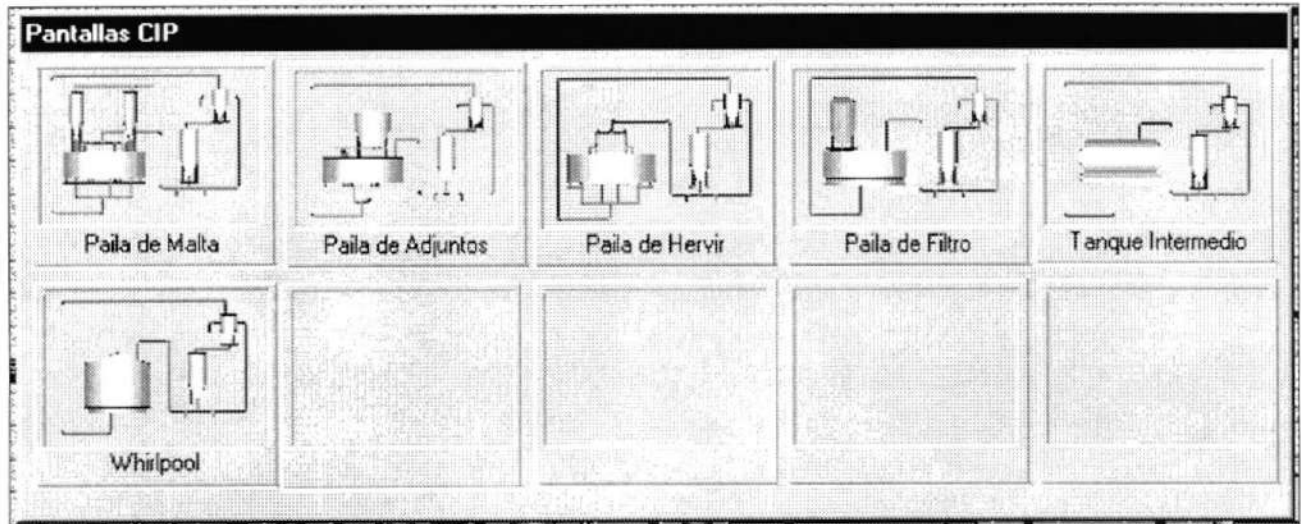 Pantallas CIP
Paila de Malta
Paila de Adjuntos
Paila de Hervir
Paila de Filtro
Tanque Intermedio
Whirlpool